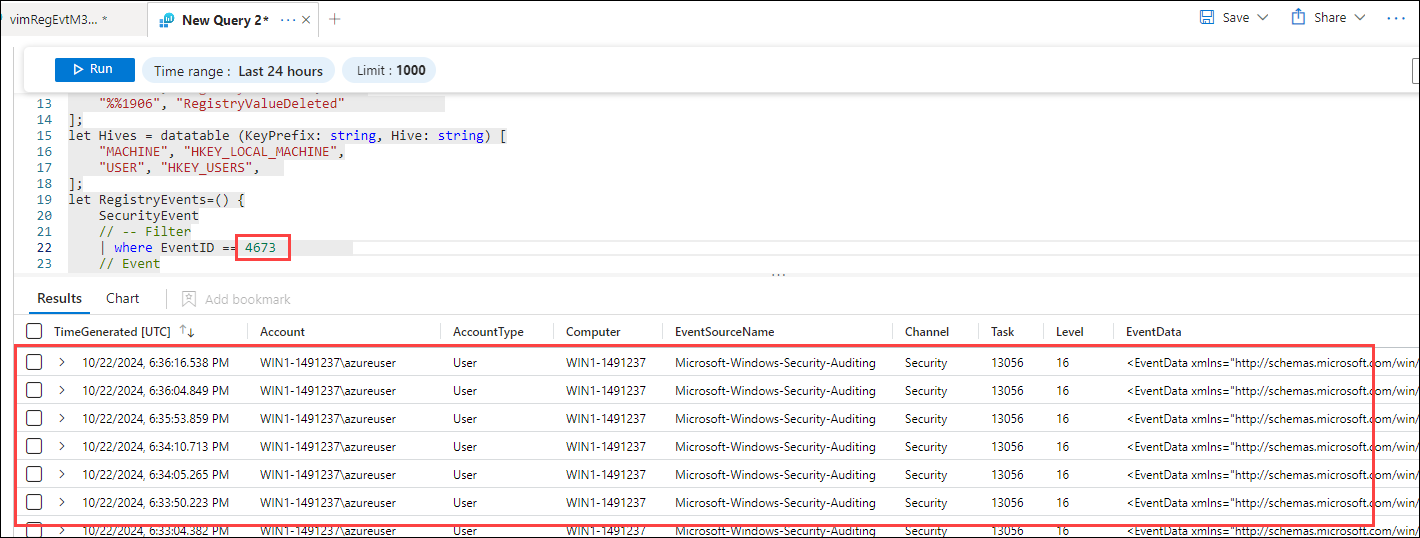 vimRegEvtM3... *
New Query 2* ··· ×
Save
Share
···
Run
Time range : Last 24 hours
Limit : 1000
13 "%%1906", "RegistryValueDeleted"
14 ];
15 let Hives = datatable (KeyPrefix: string, Hive: string) [
16 "MACHINE", "HKEY_LOCAL_MACHINE",
17 "USER", "HKEY_USERS",
18 ];
19 let RegistryEvents=() {
20 SecurityEvent
21 // -- Filter
22 | where EventID == 4673
23 // Event
Results Chart Add bookmark
TimeGenerated [UTC] Account AccountType Computer EventSourceName Channel Task Level EventData
10/22/2024, 6:36:16.538 PM WIN1-1491237\azureuser User WIN1-1491237 Microsoft-Windows-Security-Auditing Security 13056 16 <EventData xmlns="http://schemas.microsoft.com/win/
10/22/2024, 6:36:04.849 PM WIN1-1491237\azureuser User WIN1-1491237 Microsoft-Windows-Security-Auditing Security 13056 16 <EventData xmlns="http://schemas.microsoft.com/win/
10/22/2024, 6:35:53.859 PM WIN1-1491237\azureuser User WIN1-1491237 Microsoft-Windows-Security-Auditing Security 13056 16 <EventData xmlns="http://schemas.microsoft.com/win/
10/22/2024, 6:34:10.713 PM WIN1-1491237\azureuser User WIN1-1491237 Microsoft-Windows-Security-Auditing Security 13056 16 <EventData xmlns="http://schemas.microsoft.com/win/
10/22/2024, 6:34:05.265 PM WIN1-1491237\azureuser User WIN1-1491237 Microsoft-Windows-Security-Auditing Security 13056 16 <EventData xmlns="http://schemas.microsoft.com/win/
10/22/2024, 6:33:50.223 PM WIN1-1491237\azureuser User WIN1-1491237 Microsoft-Windows-Security-Auditing Security 13056 16 <EventData xmlns="http://schemas.microsoft.com/win/
10/22/2024, 6:33:04.382 PM WIN1-1491237\azureuser User WIN1-1491237 Microsoft-Windows-Security-Auditing Security 13056 16 <EventData xmlns="http://schemas.microsoft.com/win/